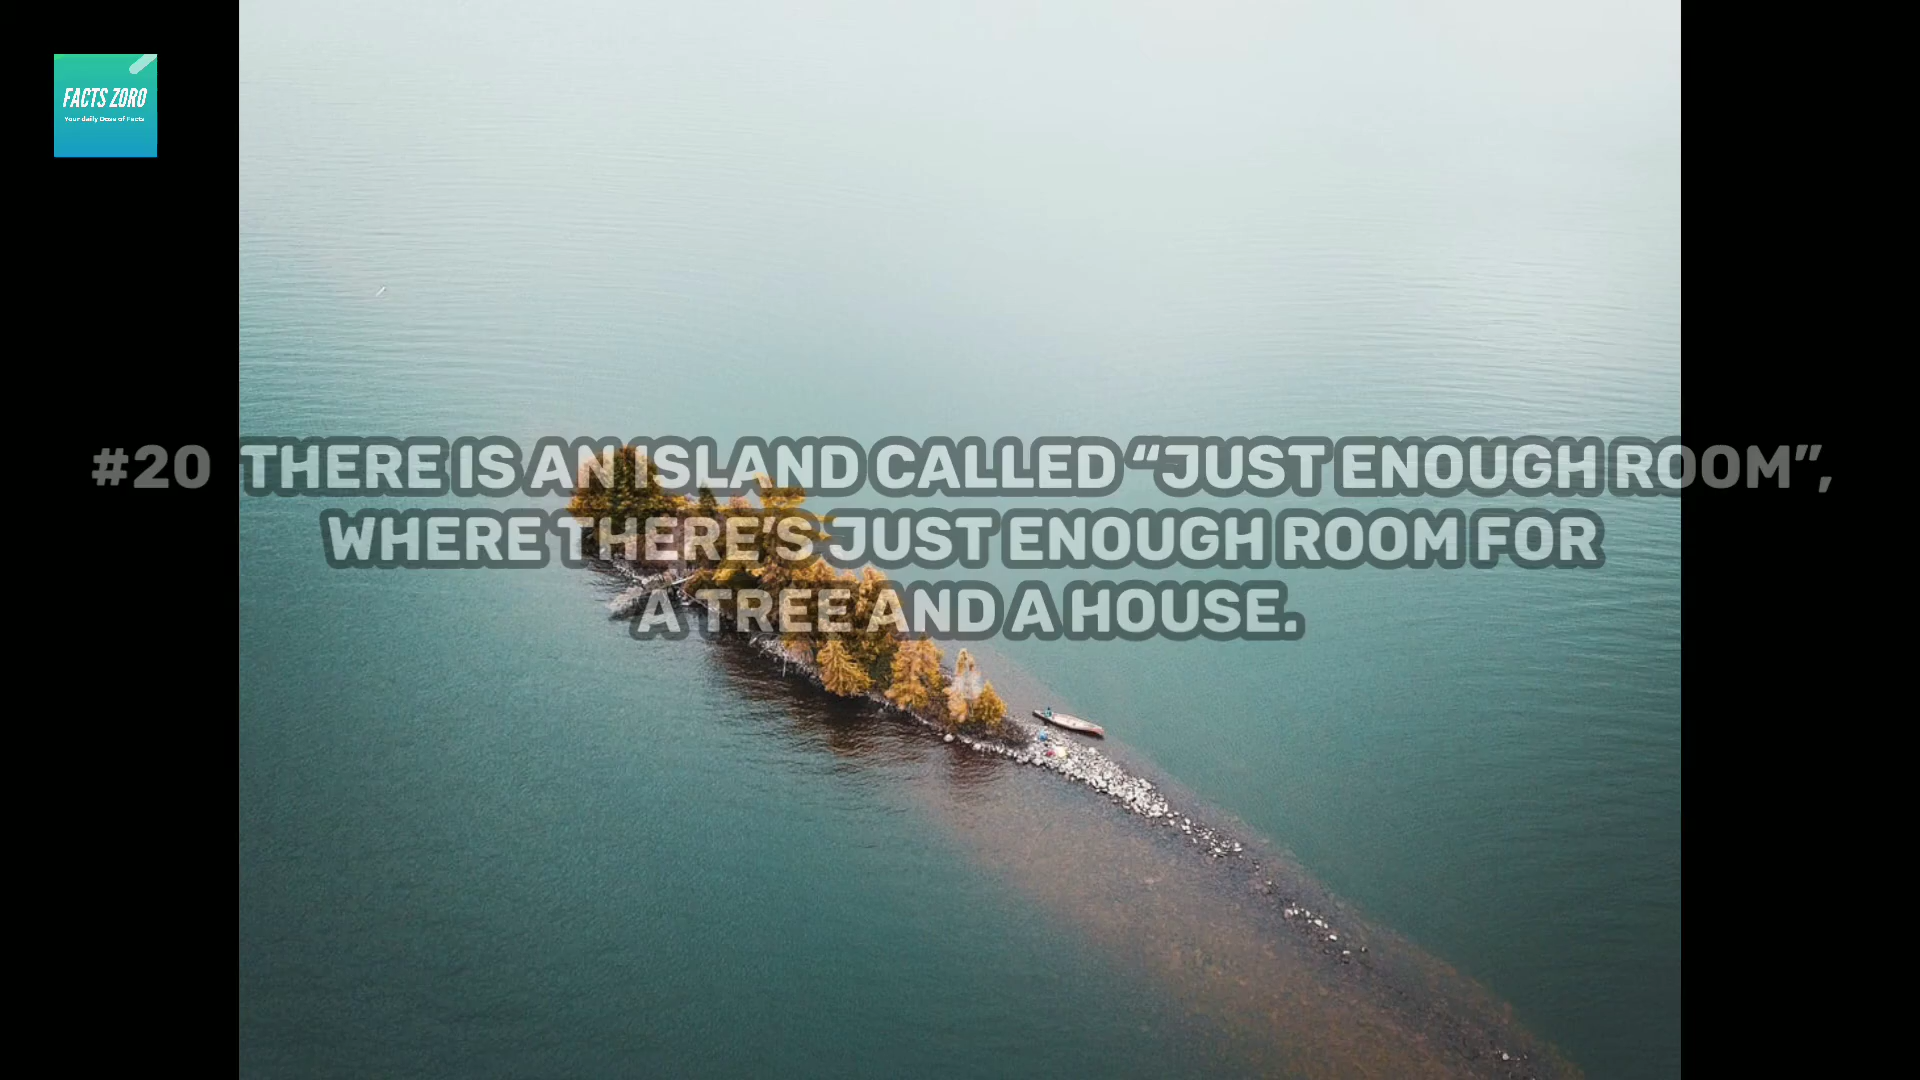 FACTS ZORO
Your daily Dose of Facts
#20 THERE IS AN ISLAND CALLED “JUST ENOUGH ROOM”,
WHERE THERE’S JUST ENOUGH ROOM FOR
A TREE AND A HOUSE.